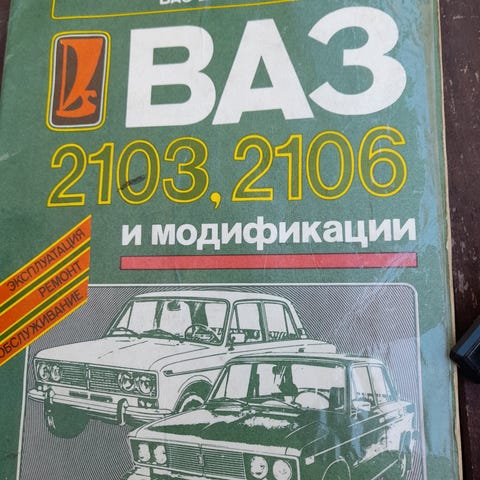 ВАЗ
2103, 2106
и модификации
ЭКСПЛУАТАЦИЯ
РЕМОНТ
ОБСЛУЖИВАНИЕ